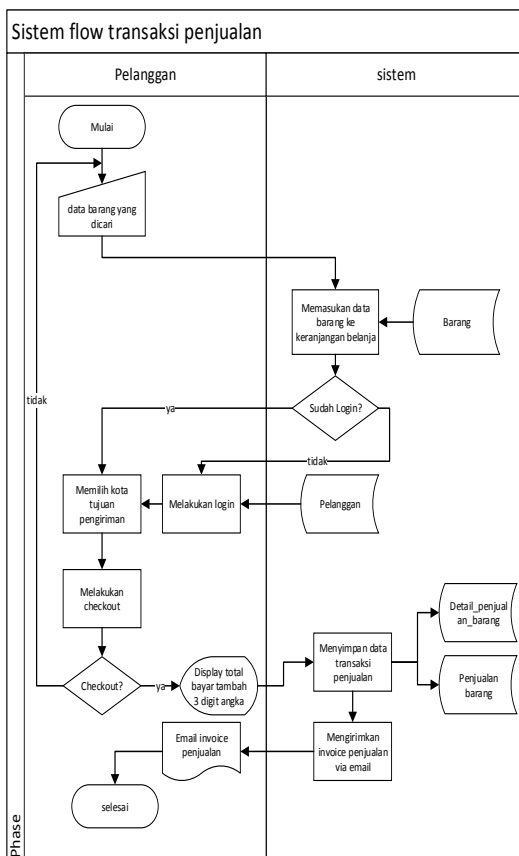 Sistem flow transaksi penjualan
Pelanggan
sistem
Mulai
data barang yang
dicari
Memasukan data
barang ke
keranjangan belanja
Barang
Sudah Login?
ya
tidak
tidak
Memilih kota
tujuan
pengiriman
Melakukan login
Pelanggan
Melakukan
checkout
Checkout?
ya
Display total
bayar tambah
3 digit angka
Menyimpan data
transaksi
penjualan
Detail_penjual
an_barang
Penjualan
barang
Email invoice
penjualan
Mengirimkan
invoice penjualan
via email
selesai
Phase